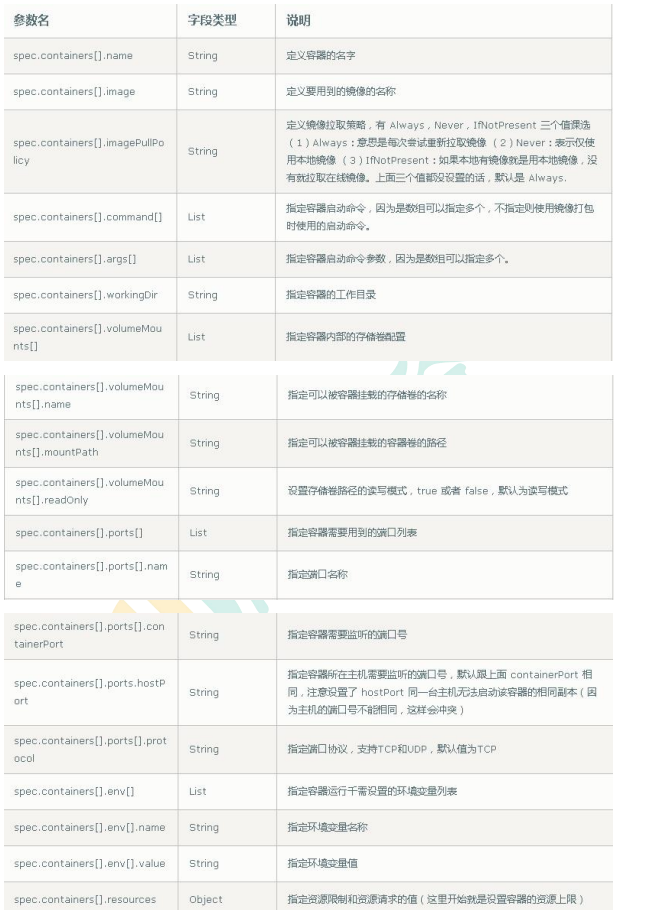 参数名 字段类型 说明
spec.containers[].name String 定义容器的名字
spec.containers[].image String 定义要用到的镜像的名称
定义镜像拉取策略，有 Always，Never，IfNotPresent 三个值课选
spec.containers[].imagePullPo
licy
String
（1）Always：意思是每次尝试重新拉取镜像 （2）Never：表示仅使
用本地镜像 （3）IfNotPresent：如果本地有镜像就是用本地镜像，没
有就拉取在线镜像。上面三个值都没设置的话，默认是 Always.
spec.containers[].command[] List 指定容器启动命令，因为是数组可以指定多个，不指定则使用镜像打包
时使用的启动命令。
spec.containers[].args[] List 指定容器启动命令参数，因为是数组可以指定多个。
spec.containers[].workingDir String 指定容器的工作目录
spec.containers[].volumeMou
nts[]
List 指定容器内部的存储卷配置
spec.containers[].volumeMou
nts[].name
String 指定可以被容器挂载的存储卷的名称
spec.containers[].volumeMou
nts[].mountPath
String 指定可以被容器挂载的容器卷的路径
spec.containers[].volumeMou
nts[].readOnly
String 设置存储卷路径的读写模式，true 或者 false，默认为读写模式
spec.containers[].ports[] List 指定容器需要用到的端口列表
spec.containers[].ports[].nam
e
String 指定端口名称
spec.containers[].ports[].con
tainerPort
String 指定容器需要监听的端口号
spec.containers[].ports.hostP
ort
String
指定容器所在主机需要监听的端口号，默认跟上面 containerPort 相
同，注意设置了 hostPort 同一台主机无法启动该容器的相同副本（因
为主机的端口号不能相同，这样会冲突）
spec.containers[].ports[].prot
ocol
String 指定端口协议，支持TCP和UDP，默认值为TCP
spec.containers[].env[] List 指定容器运行千需设置的环境变量列表
spec.containers[].env[].name String 指定环境变量名称
spec.containers[].env[].value String 指定环境变量值
spec.containers[].resources Object 指定资源限制和资源请求的值（这里开始就是设置容器的资源上限）